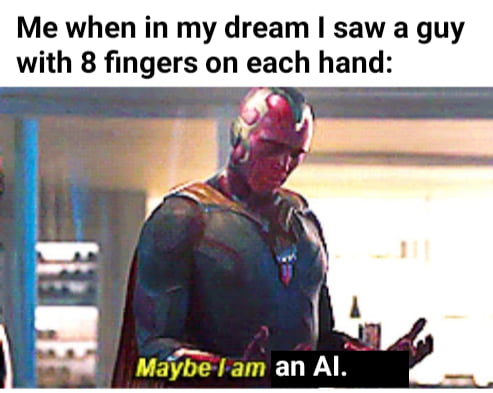 Me when in my dream I saw a guy
with 8 fingers on each hand:
Maybe I am an AI.